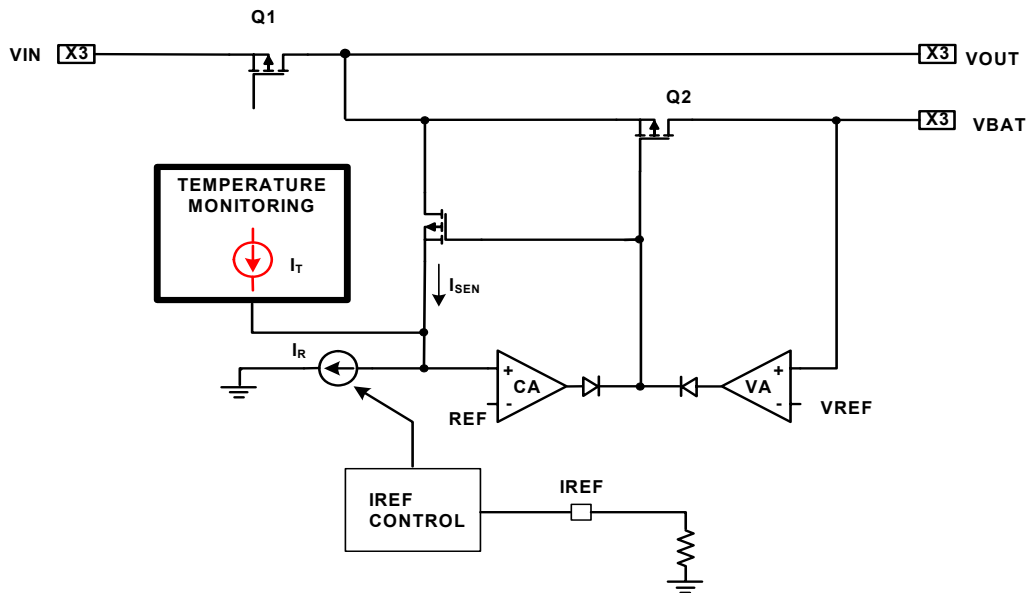 Q1
VIN
X3
X3
VOUT
Q2
X3
VBAT
TEMPERATURE
MONITORING
IT
ISEN
IR
+
CA
-
REF
+
VA
-
VREF
IREF
CONTROL
IREF